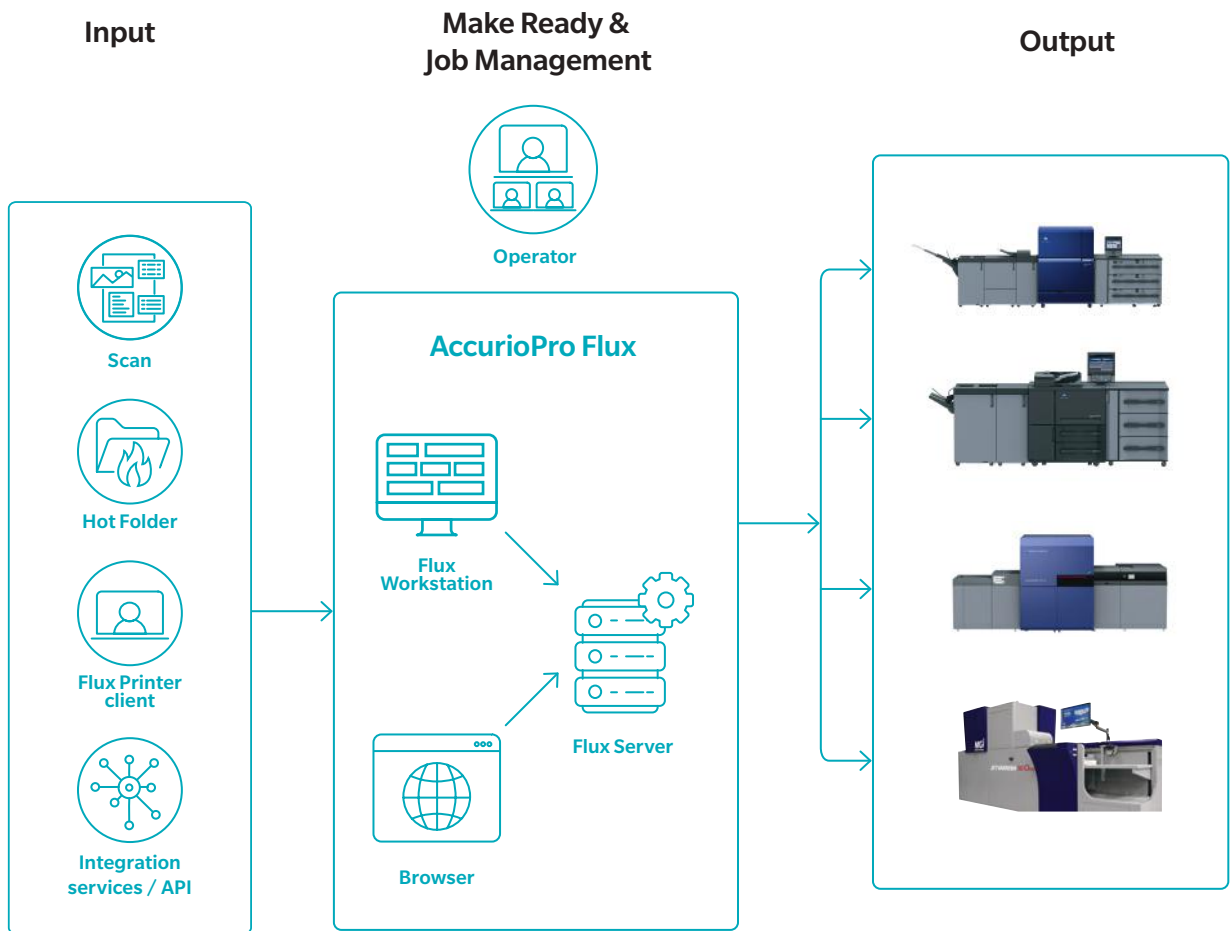 Input
Make Ready &
Job Management
Output
Operator
Scan
Hot Folder
Flux Printer
client
Integration
services / API
AccurioPro Flux
Flux
Workstation
Flux Server
Browser